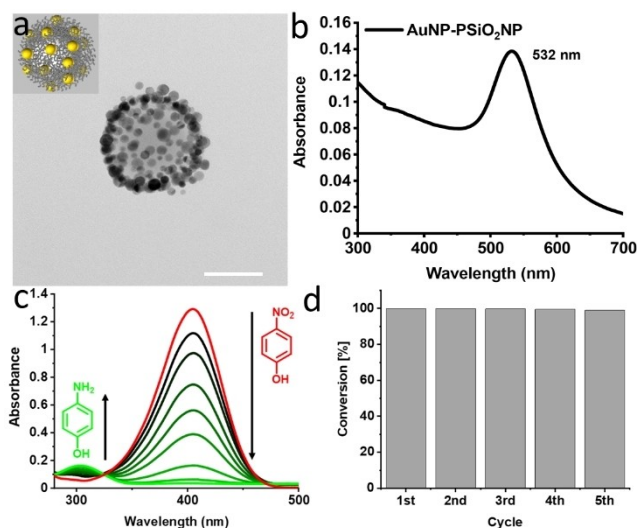 a
b
AuNP-PSiO₂NP
532 nm
0.16
0.14
0.12
0.1
0.08
0.06
0.04
0.02
0
300
400
500
600
700
Absorbance
Wavelength (nm)
c
1.4
1.2
1.0
0.8
0.6
0.4
0.2
0
300
400
500
Absorbance
Wavelength (nm)
NH₂
OH
NO₂
OH
d
100
80
60
40
20
0
1st
2nd
3rd
4th
5th
Conversion [%]
Cycle